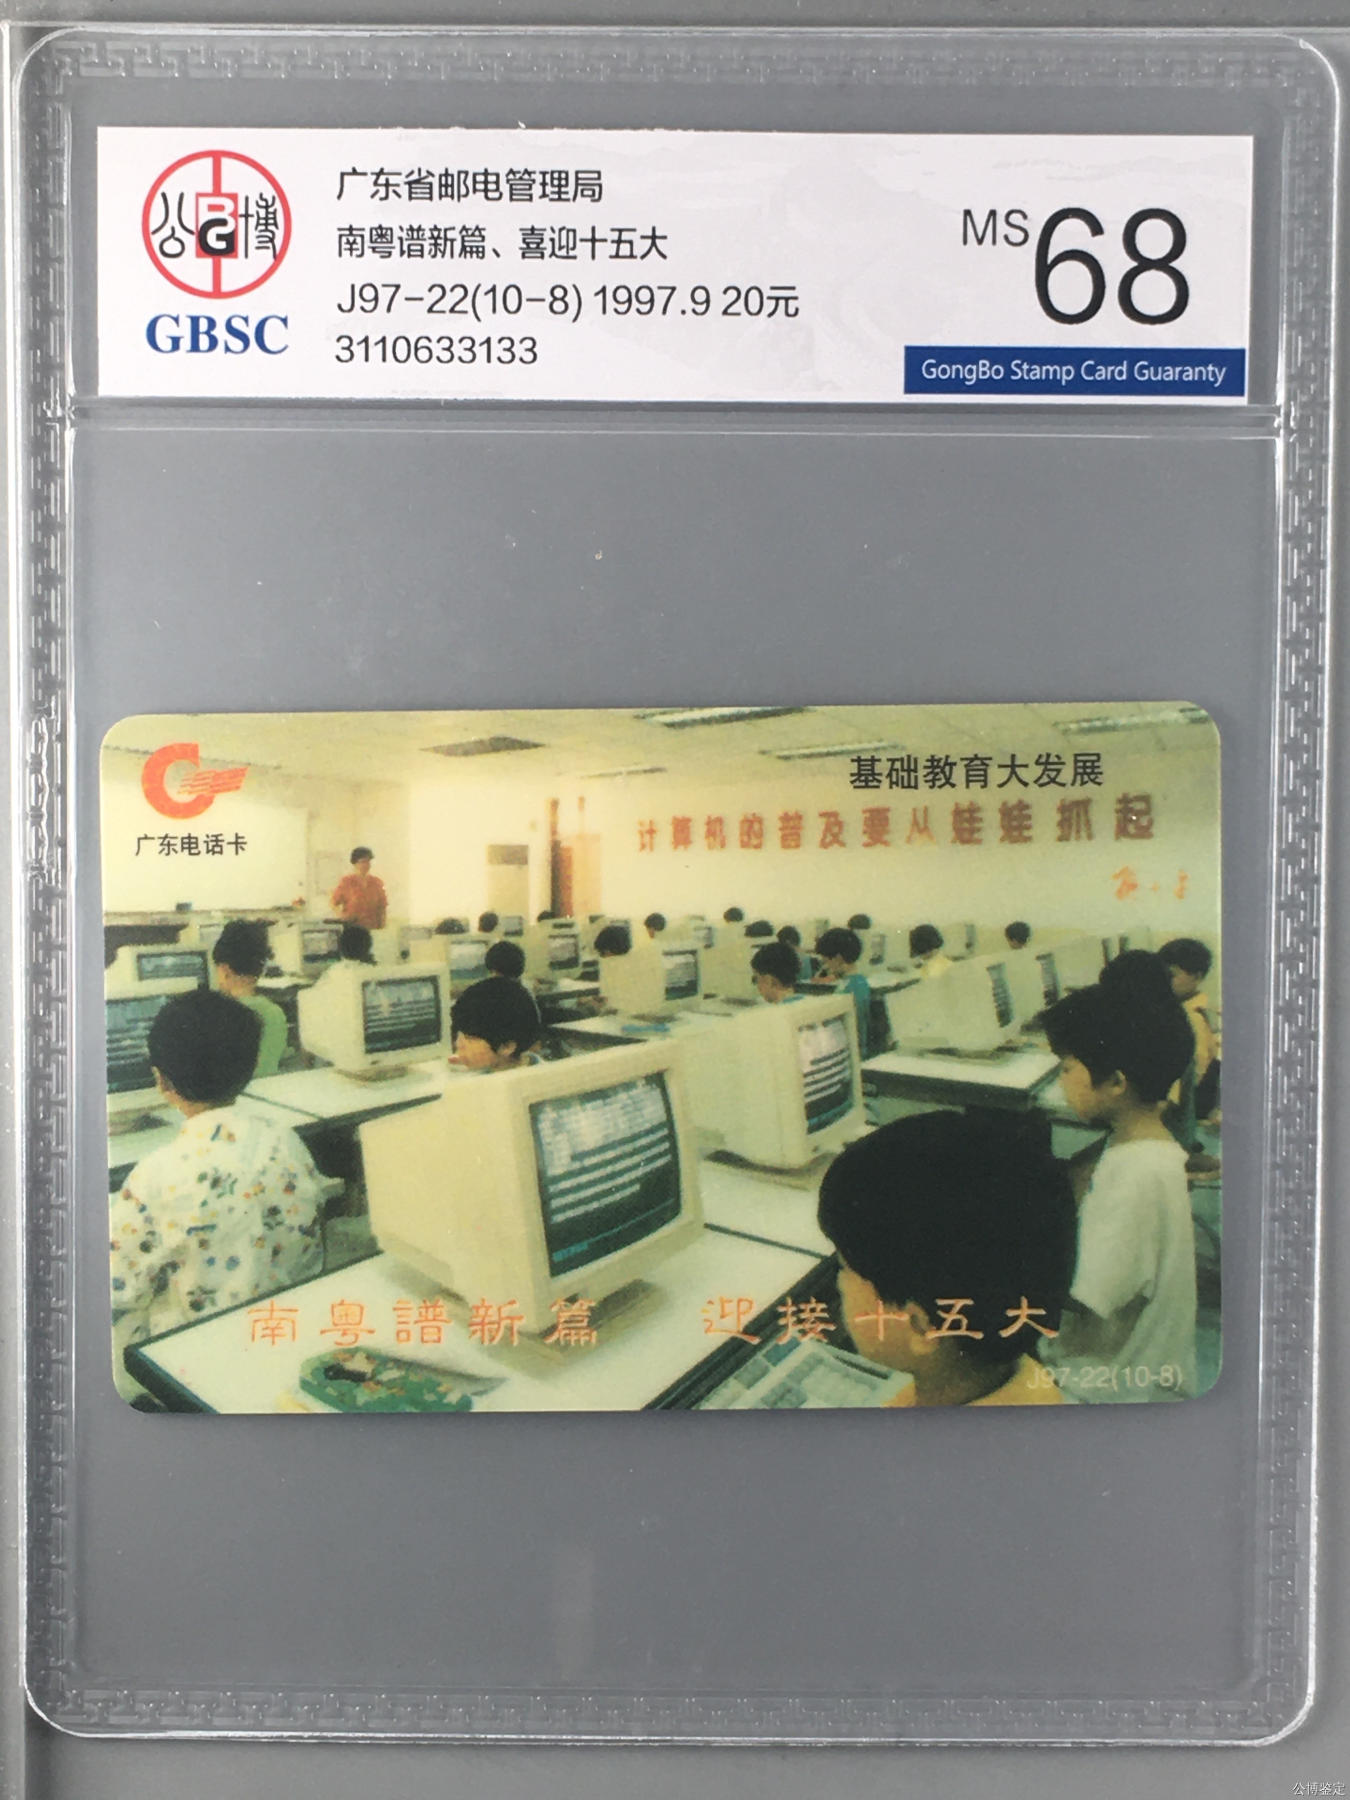 公博
BG
GBSC
广东省邮电管理局
南粤谱新篇、喜迎十五大
J97-22(10-8) 1997.9 20元
3110633133
MS 68
GongBo Stamp Card Guaranty
广东电话卡
基础教育大发展
计算机的普及要从娃娃抓起
南粤譜新篇 迎接十五大
J97-22(10-8)
公博鉴定